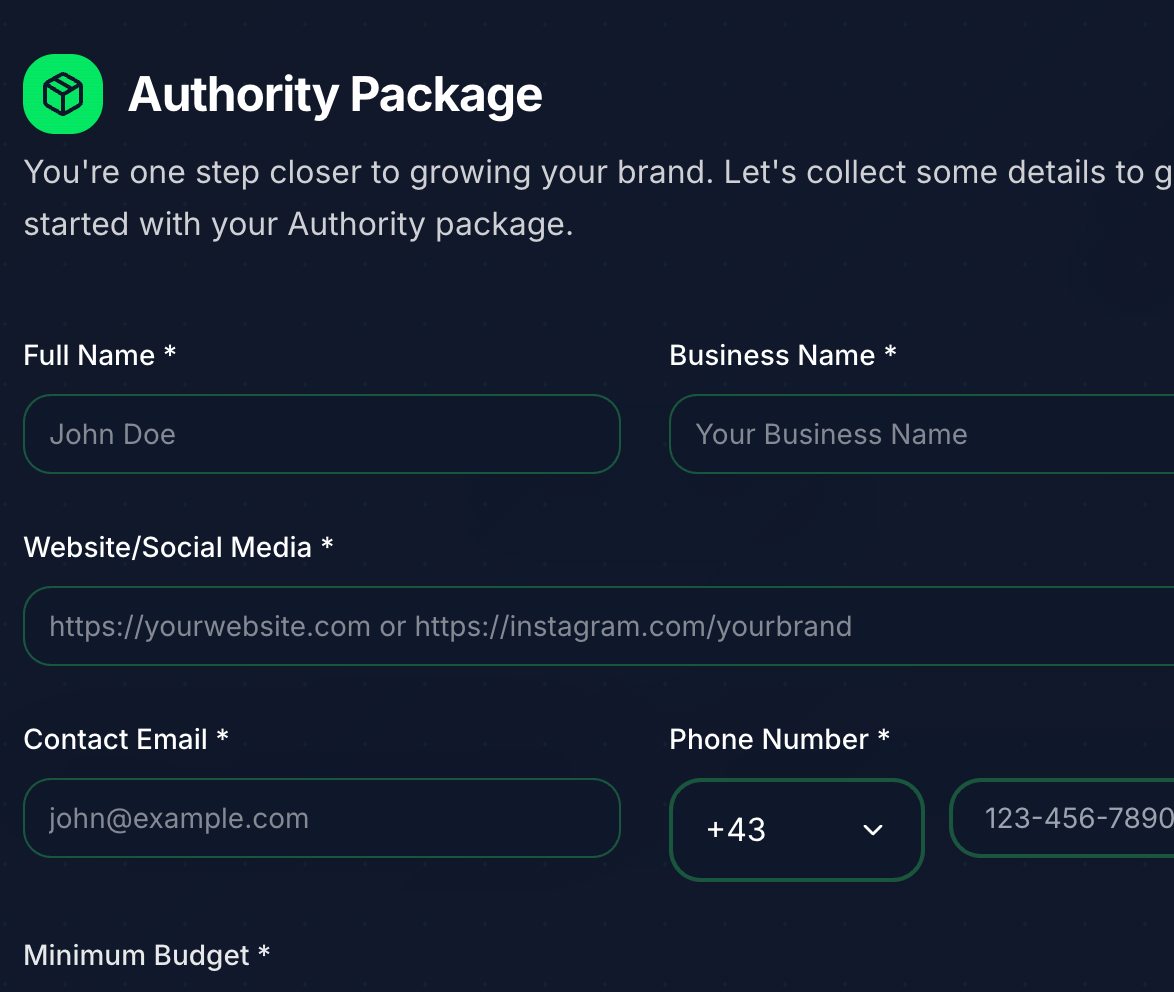 Authority Package
You're one step closer to growing your brand. Let's collect some details to
started with your Authority package.
Full Name *
Business Name *
John Doe
Your Business Name
Website/Social Media *
https://yourwebsite.com or https://instagram.com/yourbrand
Contact Email *
Phone Number *
john@example.com
+43
123-456-7890
Minimum Budget *